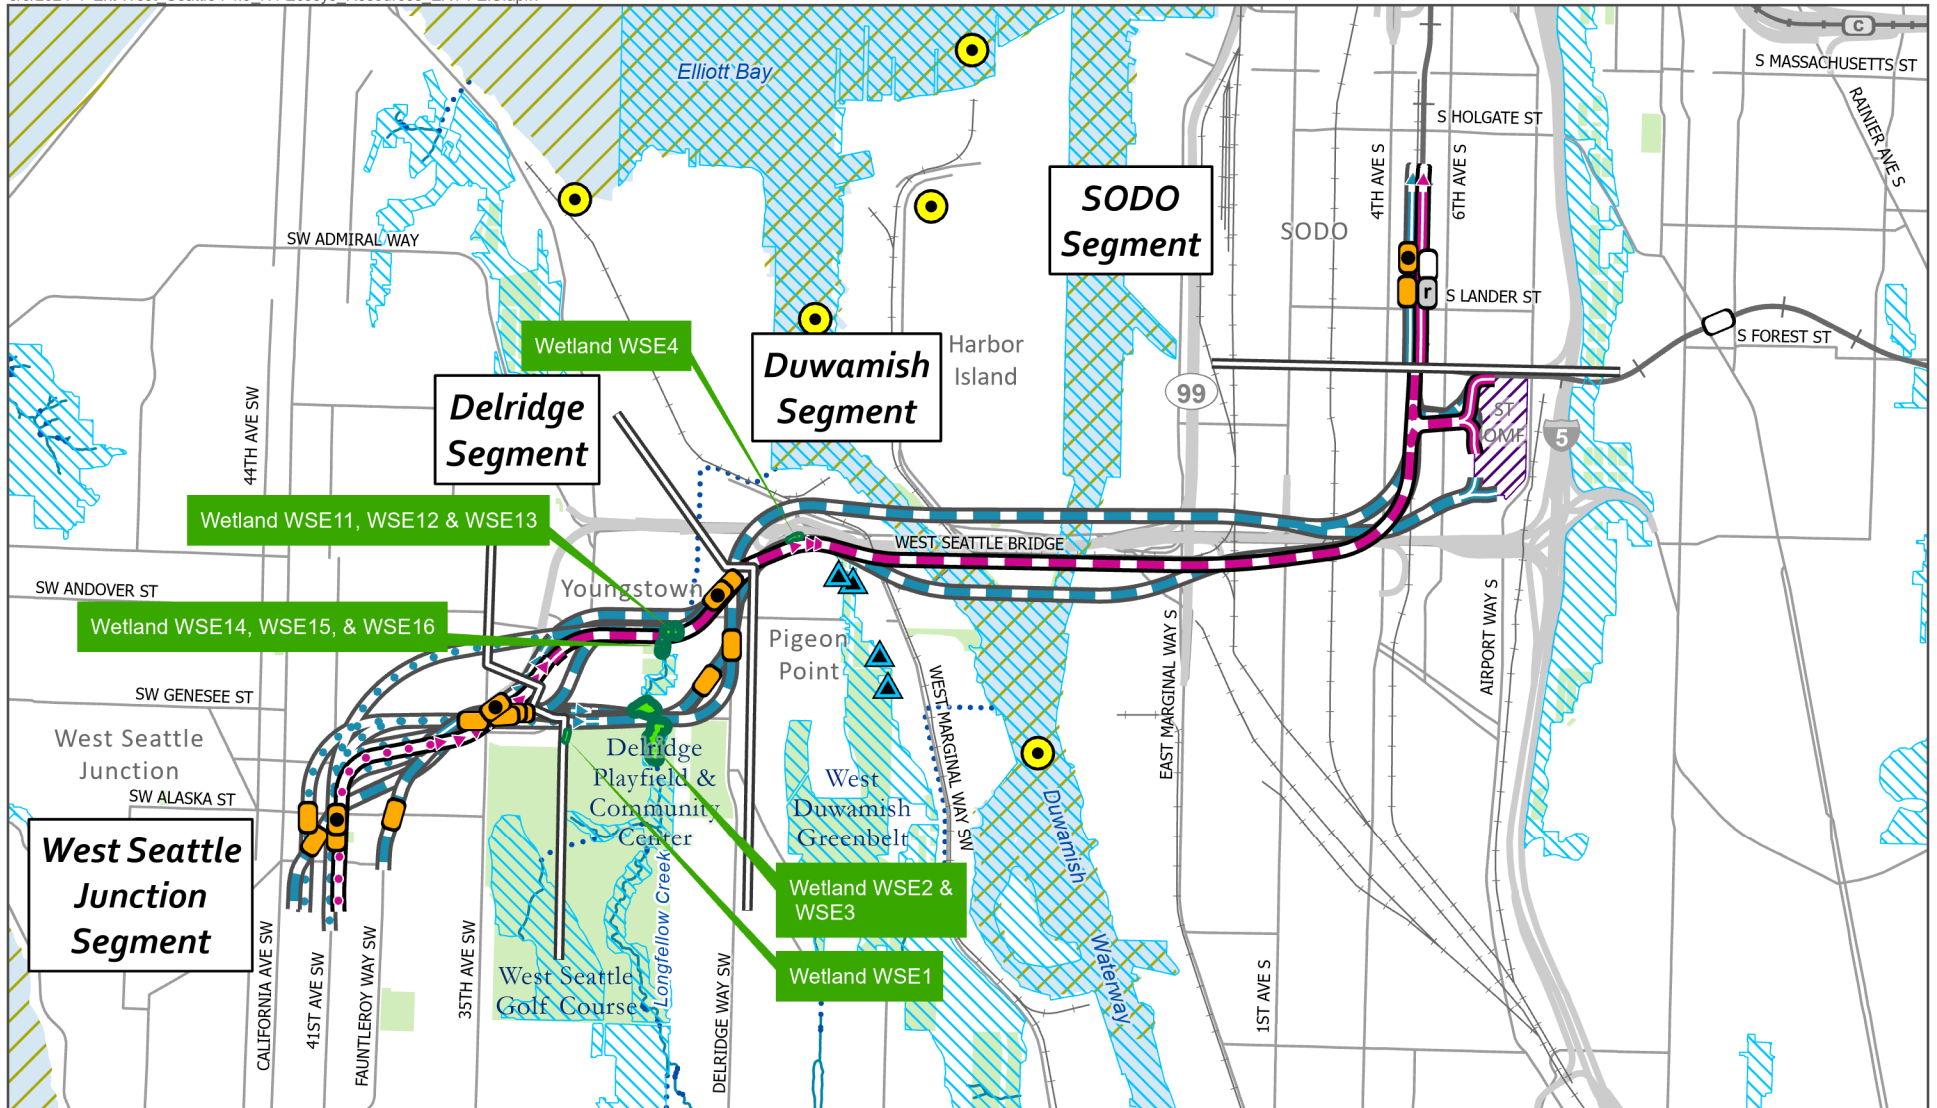 C
S MASSACHUSETTS ST
Elliott Bay
RAINIER AVE S
S HOLGATE ST
4TH AVE S
6TH AVE S
SODO
Segment
SODO
SW ADMIRAL WAY
r
S LANDER ST
S FOREST ST
Wetland WSE4
Harbor
Island
Duwamish
Segment
99
Delridge
Segment
44TH AVE SW
ST
OMF
5
Wetland WSE11, WSE12 & WSE13
WEST SEATTLE BRIDGE
SW ANDOVER ST
Youngstown
Wetland WSE14, WSE15, & WSE16
Pigeon
Point
EAST MARGINAL WAY S
AIRPORT WAY S
WEST MARGINAL WAY SW
SW GENESEE ST
West Seattle
Junction
SW ALASKA ST
Delridge
Playfield &
Community
Center
West
Duwamish
Greenbelt
Duwamish
Waterway
West Seattle
Junction
Segment
Wetland WSE2 &
WSE3
Wetland WSE1
Longfellow Creek
West Seattle
Golf Course
CALIFORNIA AVE SW
41ST AVE SW
FAUNTLEROY WAY SW
35TH AVE SW
DELRIDGE WAY SW
1ST AVE S